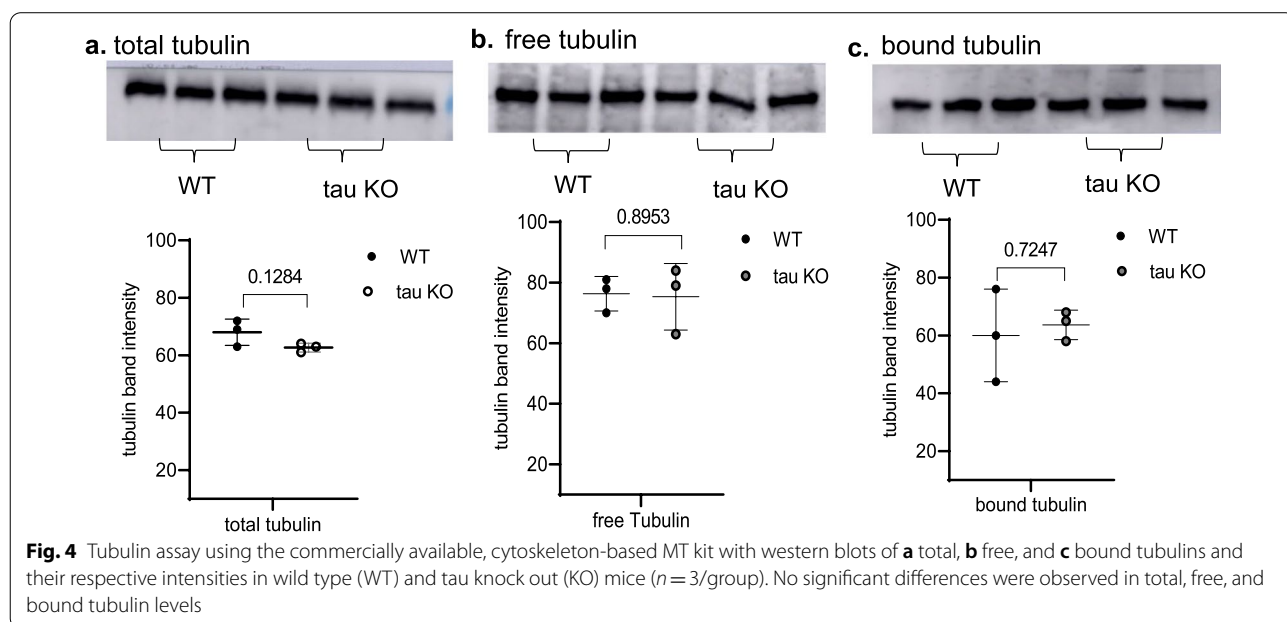 a. total tubulin
WT
tau KO
100
80
60
40
20
tubulin band intensity
0.1284
WT
tau KO
total tubulin
b. free tubulin
WT
tau KO
100
80
60
40
20
tubulin band intensity
0.8953
WT
tau KO
free Tubulin
c. bound tubulin
WT
tau KO
100
80
60
40
20
tubulin band intensity
0.7247
WT
tau KO
bound tubulin
Fig. 4 Tubulin assay using the commercially available, cytoskeleton-based MT kit with western blots of a total, b free, and c bound tubulins and
their respective intensities in wild type (WT) and tau knock out (KO) mice (n = 3/group). No significant differences were observed in total, free, and
bound tubulin levels